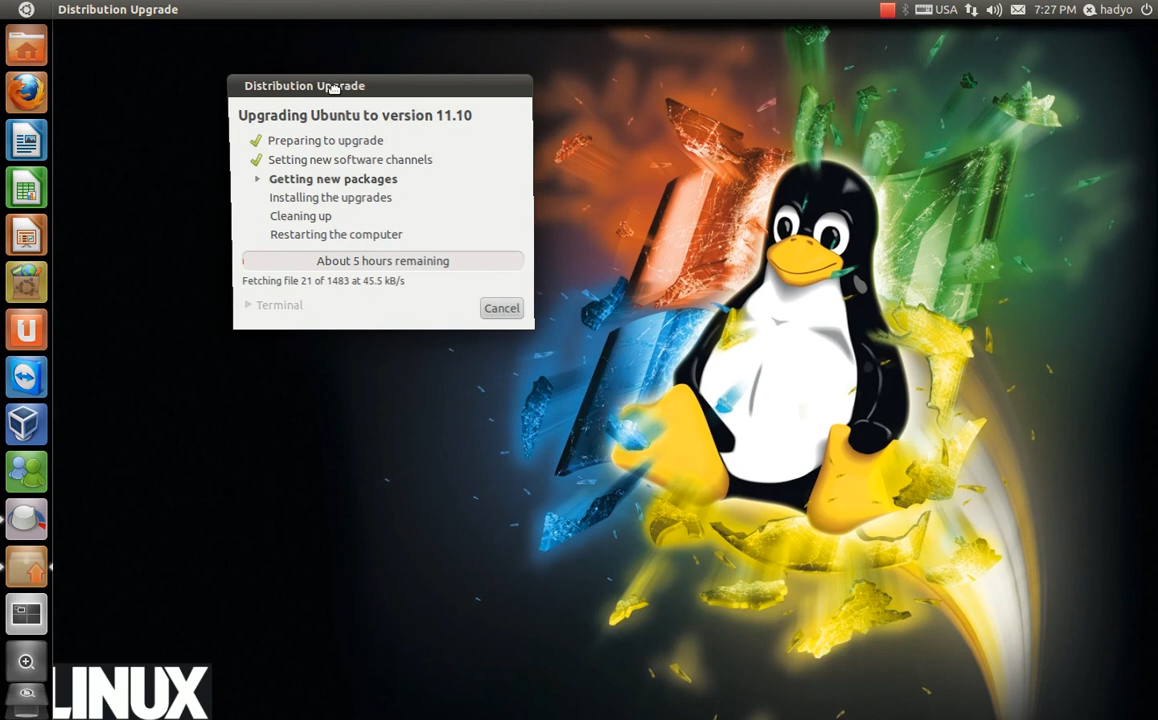 Distribution Upgrade
USA
7:27 PM
hadyo
Distribution Upgrade
Upgrading Ubuntu to version 11.10
Preparing to upgrade
Setting new software channels
Getting new packages
Installing the upgrades
Cleaning up
Restarting the computer
About 5 hours remaining
Fetching file 21 of 1483 at 45.5 kB/s
Terminal
Cancel
U
LINUX